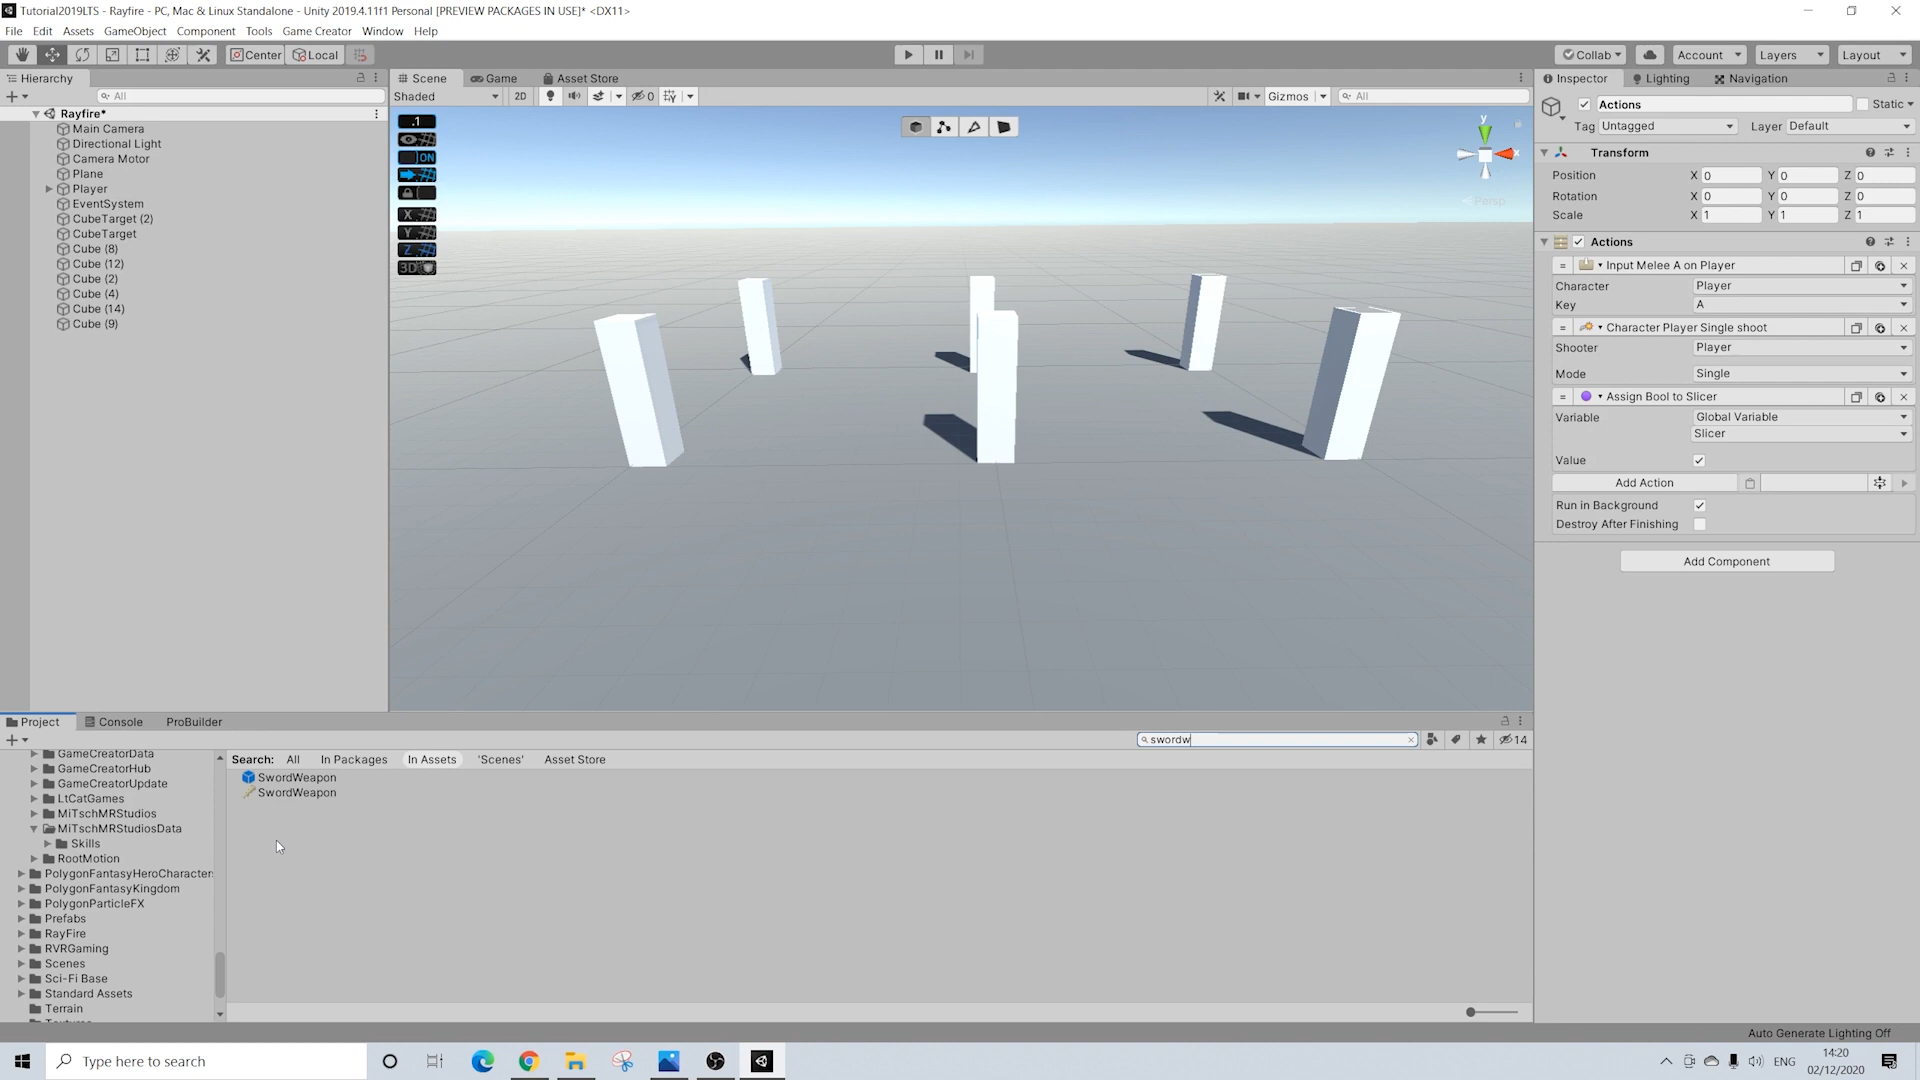 Tutorial2019LTS - Rayfire - PC, Mac & Linux Standalone - Unity 2019.4.11f1 Personal [PREVIEW PACKAGES IN USE]* <DX11>
File Edit Assets GameObject Component Tools Game Creator Window Help
Center Local Collab Account Layers Layout
Hierarchy
All
Rayfire*
Main Camera
Directional Light
Camera Motor
Plane
Player
EventSystem
CubeTarget (2)
CubeTarget
Cube (8)
Cube (12)
Cube (2)
Cube (4)
Cube (14)
Cube (9)
Scene Game Asset Store
Shaded 2D 0 Gizmos All
.1
ON
X
Y
Z
3D
y
x
Persp
Inspector Lighting Navigation
Actions Static
Tag Untagged Layer Default
Transform
Position X 0 Y 0 Z 0
Rotation X 0 Y 0 Z 0
Scale X 1 Y 1 Z 1
Actions
Input Melee A on Player
Character Player
Key A
Character Player Single shoot
Shooter Player
Mode Single
Assign Bool to Slicer
Variable Global Variable
Slicer
Value
Add Action
Run in Background
Destroy After Finishing
Add Component
Project Console ProBuilder
swordw 14
GameCreatorData
GameCreatorHub
GameCreatorUpdate
LtCatGames
MiTschMRStudios
MiTschMRStudiosData
Skills
RootMotion
PolygonFantasyHeroCharacter
PolygonFantasyKingdom
PolygonParticleFX
Prefabs
RayFire
RVRGaming
Scenes
Sci-Fi Base
Standard Assets
Terrain
Search: All In Packages In Assets 'Scenes' Asset Store
SwordWeapon
SwordWeapon
Auto Generate Lighting Off
Type here to search
ENG
14:20
02/12/2020